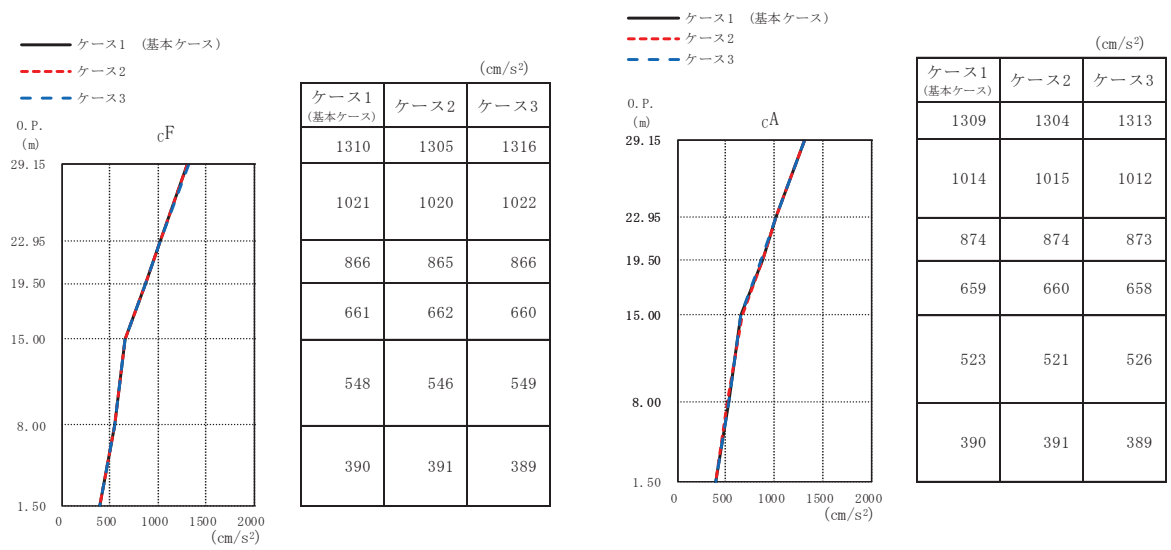 ケース1 (基本ケース)
ケース2
ケース3
O.P.
(m)
cF
29.15
22.95
19.50
15.00
8.00
1.50
0 500 1000 1500 2000
(cm/s²)
(cm/s²)
ケース1 (基本ケース) ケース2 ケース3
1310 1305 1316
1021 1020 1022
866 865 866
661 662 660
548 546 549
390 391 389
ケース1 (基本ケース)
ケース2
ケース3
O.P.
(m)
cA
29.15
22.95
19.50
15.00
8.00
1.50
0 500 1000 1500 2000
(cm/s²)
(cm/s²)
ケース1 (基本ケース) ケース2 ケース3
1309 1304 1313
1014 1015 1012
874 874 873
659 660 658
523 521 526
390 391 389